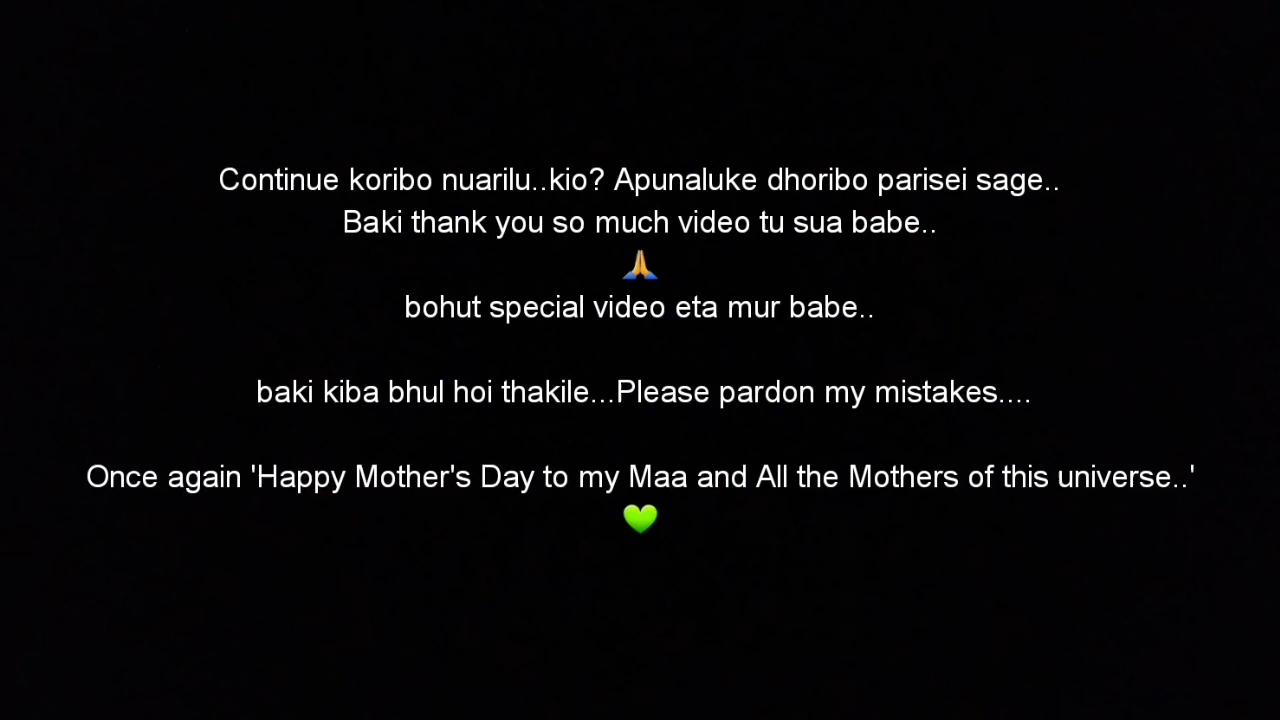 Continue koribo nuarilu..kio? Apunaluke dhoribo parisei sage..
Baki thank you so much video tu sua babe..
🙏
bohut special video eta mur babe..
baki kiba bhul hoi thakile...Please pardon my mistakes....
Once again 'Happy Mother's Day to my Maa and All the Mothers of this universe..'
💚